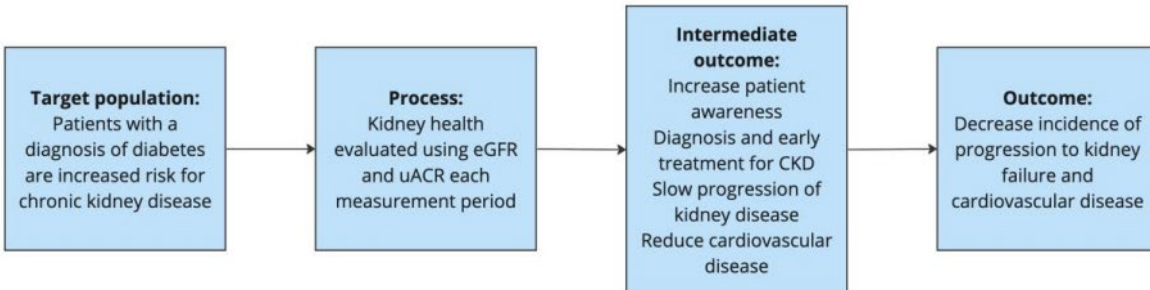 Target population:
Patients with a
diagnosis of diabetes
are increased risk for
chronic kidney disease
Process:
Kidney health
evaluated using eGFR
and uACR each
measurement period
Intermediate
outcome:
Increase patient
awareness
Diagnosis and early
treatment for CKD
Slow progression of
kidney disease
Reduce cardiovascular
disease
Outcome:
Decrease incidence of
progression to kidney
failure and
cardiovascular disease